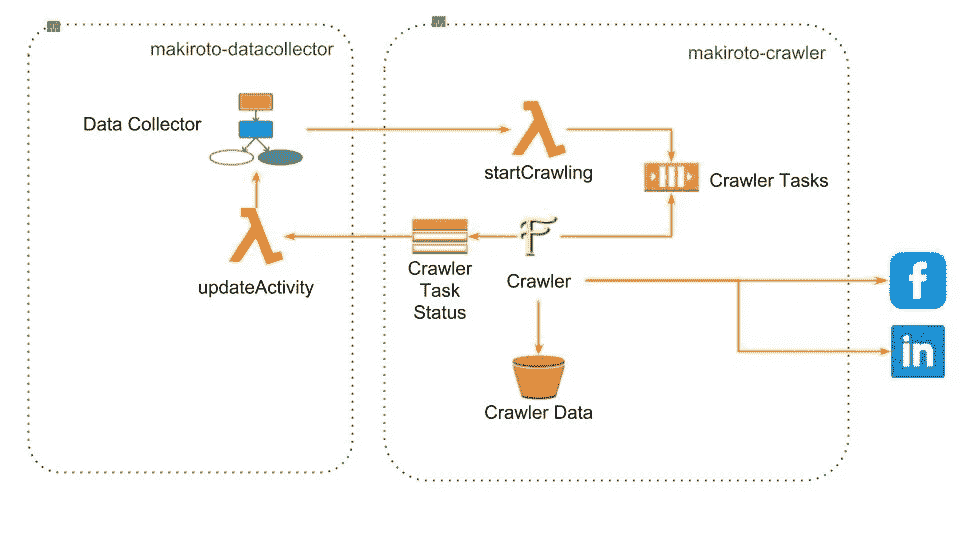 makiroto-datacollector
makiroto-crawler
Data Collector
startCrawling
Crawler Tasks
updateActivity
Crawler
Task
Status
Crawler
Crawler Data
f
in